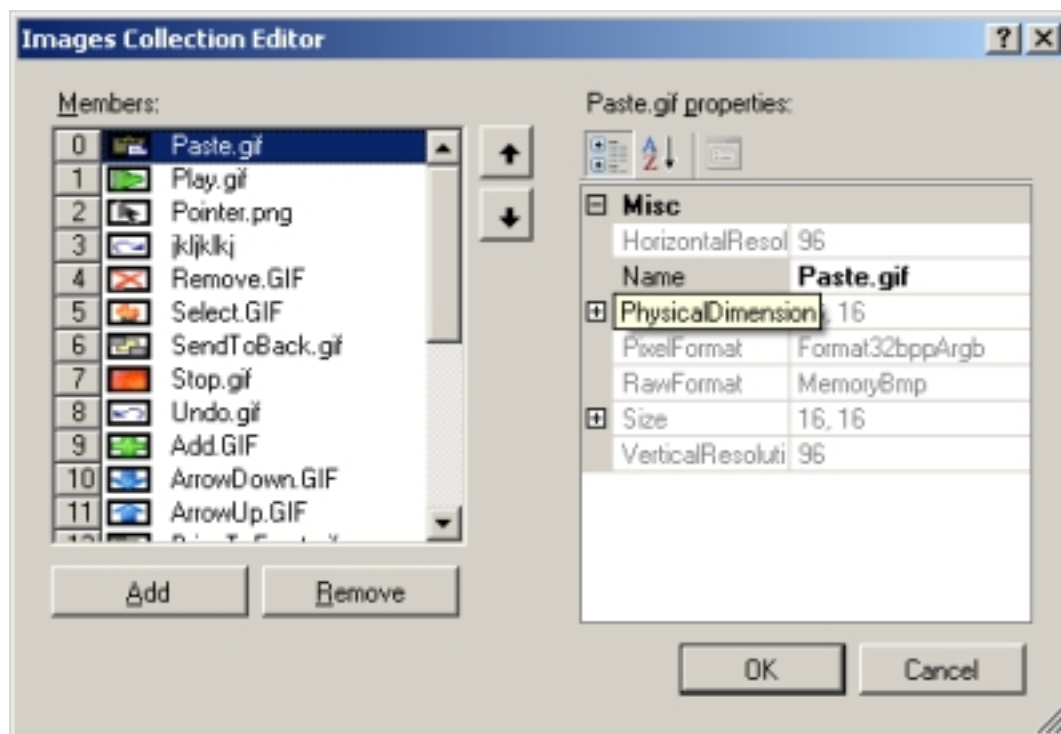 Images Collection Editor
Members:
Paste.gif properties:
0 Paste.gif
1 Play.gif
2 Pointer.png
3 jkljklkj
4 Remove.GIF
5 Select.GIF
6 SendToBack.gif
7 Stop.gif
8 Undo.gif
9 Add.GIF
10 ArrowDown.GIF
11 ArrowUp.GIF
Add
Remove
Misc
HorizontalResol 96
Name Paste.gif
PhysicalDimension , 16
PixelFormat Format32bppArgb
RawFormat MemoryBmp
Size 16, 16
VerticalResoluti 96
OK
Cancel